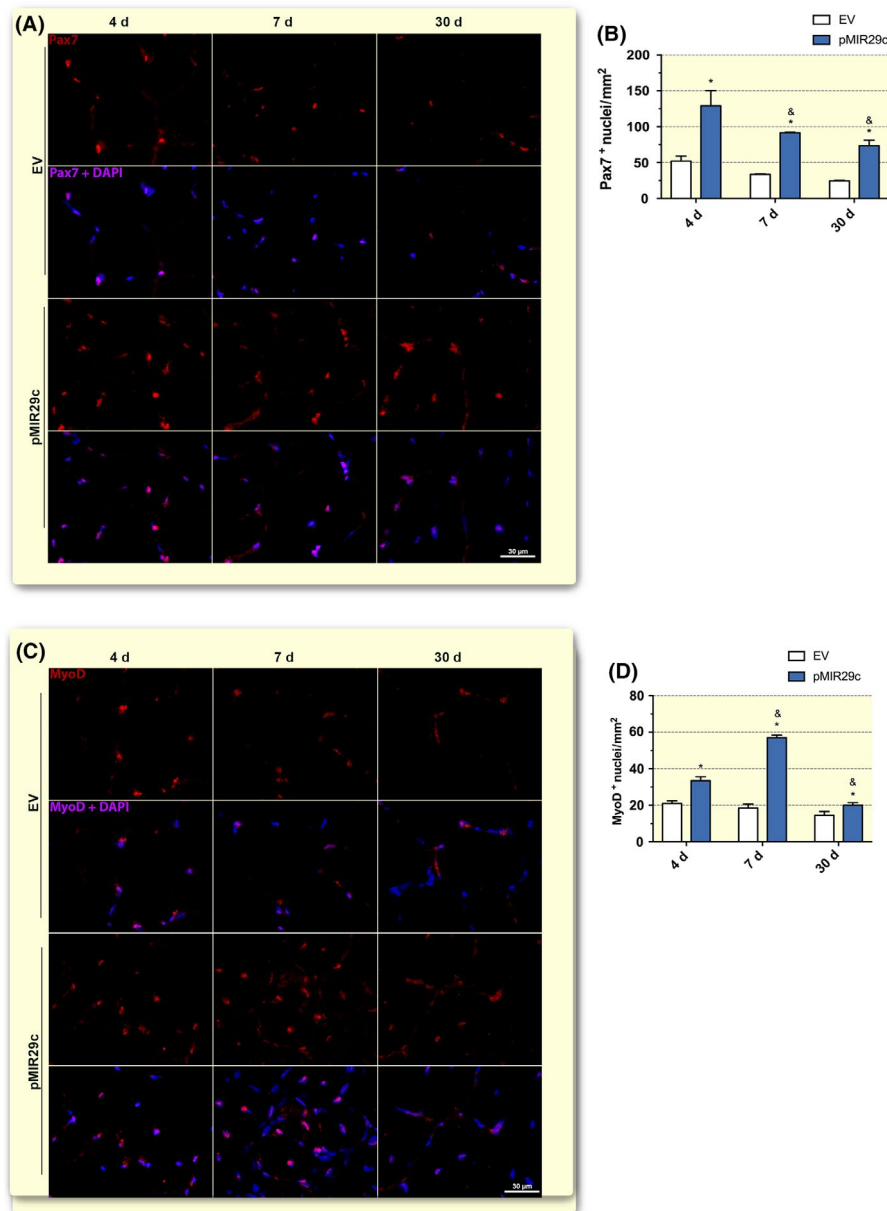 (A)
4 d 7 d 30 d
Pax7
EV
Pax7 + DAPI
pMIR29c
30 µm
EV
(B)
pMIR29c
200
150
100
50
0
Pax7 + nuclei/mm2
*
&
*
&
*
4 d 7 d 30 d
(C)
4 d 7 d 30 d
MyoD
EV
MyoD + DAPI
pMIR29c
30 µm
EV
(D)
pMIR29c
80
60
40
20
0
MyoD + nuclei/mm2
*
&
*
&
*
4 d 7 d 30 d